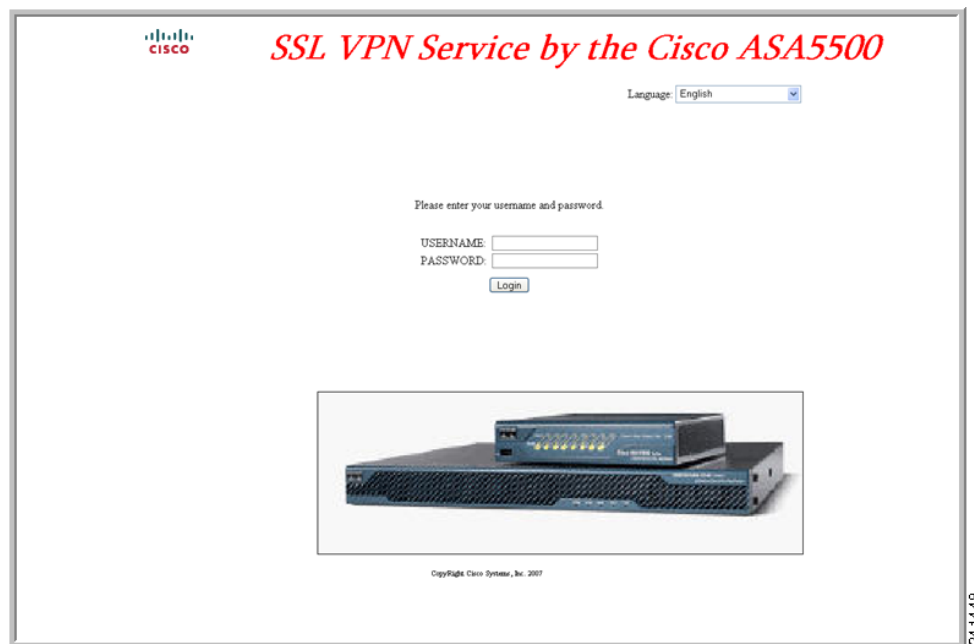 CISCO
SSL VPN Service by the Cisco ASA5500
Language: English
Please enter your username and password.
USERNAME:
PASSWORD:
Login
CopyRight Cisco Systems, Inc. 2007